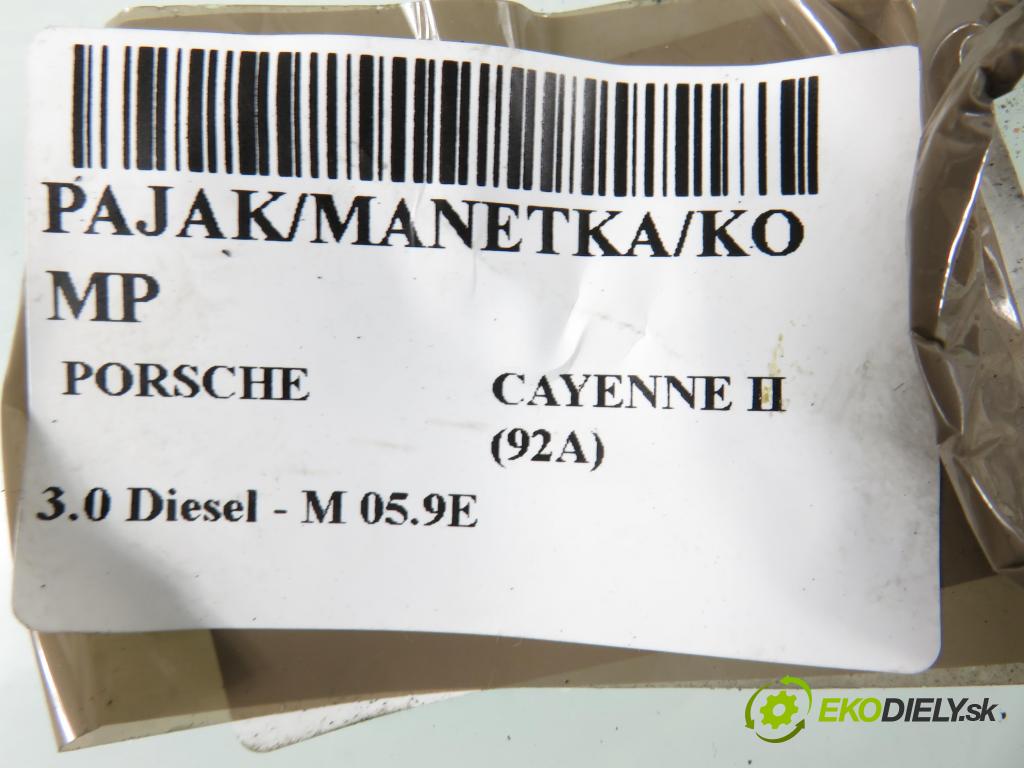 PAJAK/MANETKA/KO
MP
PORSCHE CAYENNE II
(92A)
3.0 Diesel - M 05.9E
EKODIELY.sk